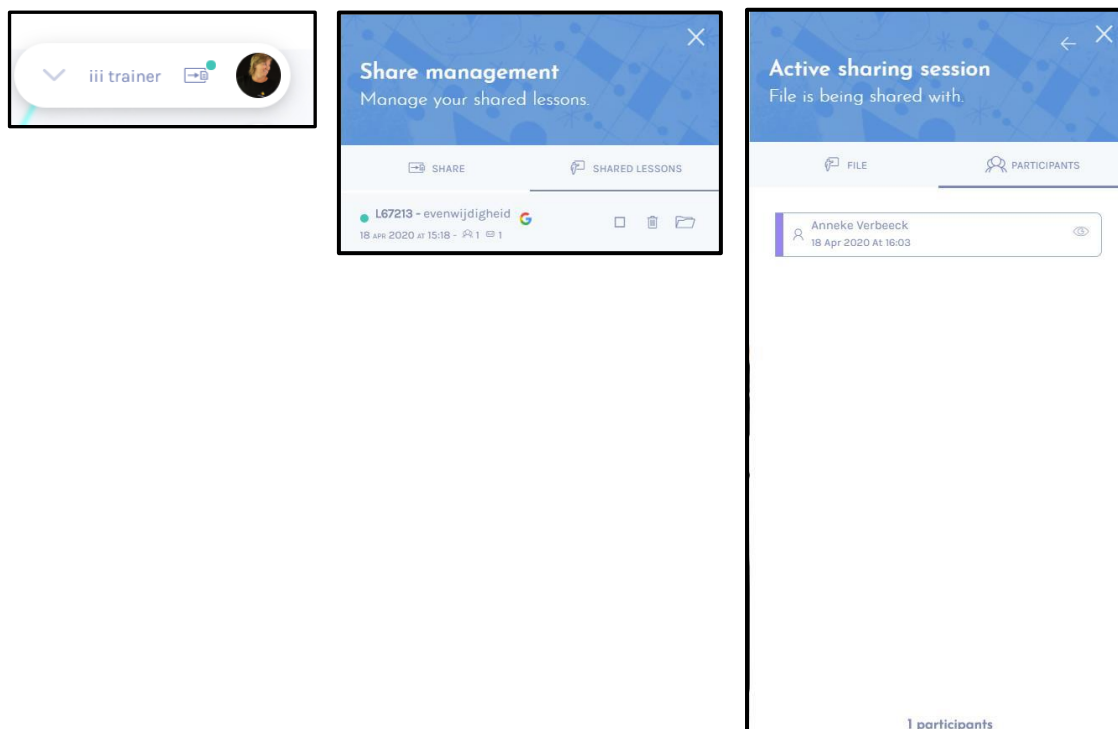 iii trainer
Share management
Manage your shared lessons.
SHARE
SHARED LESSONS
L67213 - evenwijdigheid
18 APR 2020 AT 15:18 - 1 1
Active sharing session
File is being shared with.
FILE
PARTICIPANTS
Anneke Verbeeck
18 Apr 2020 At 16:03
1 participants